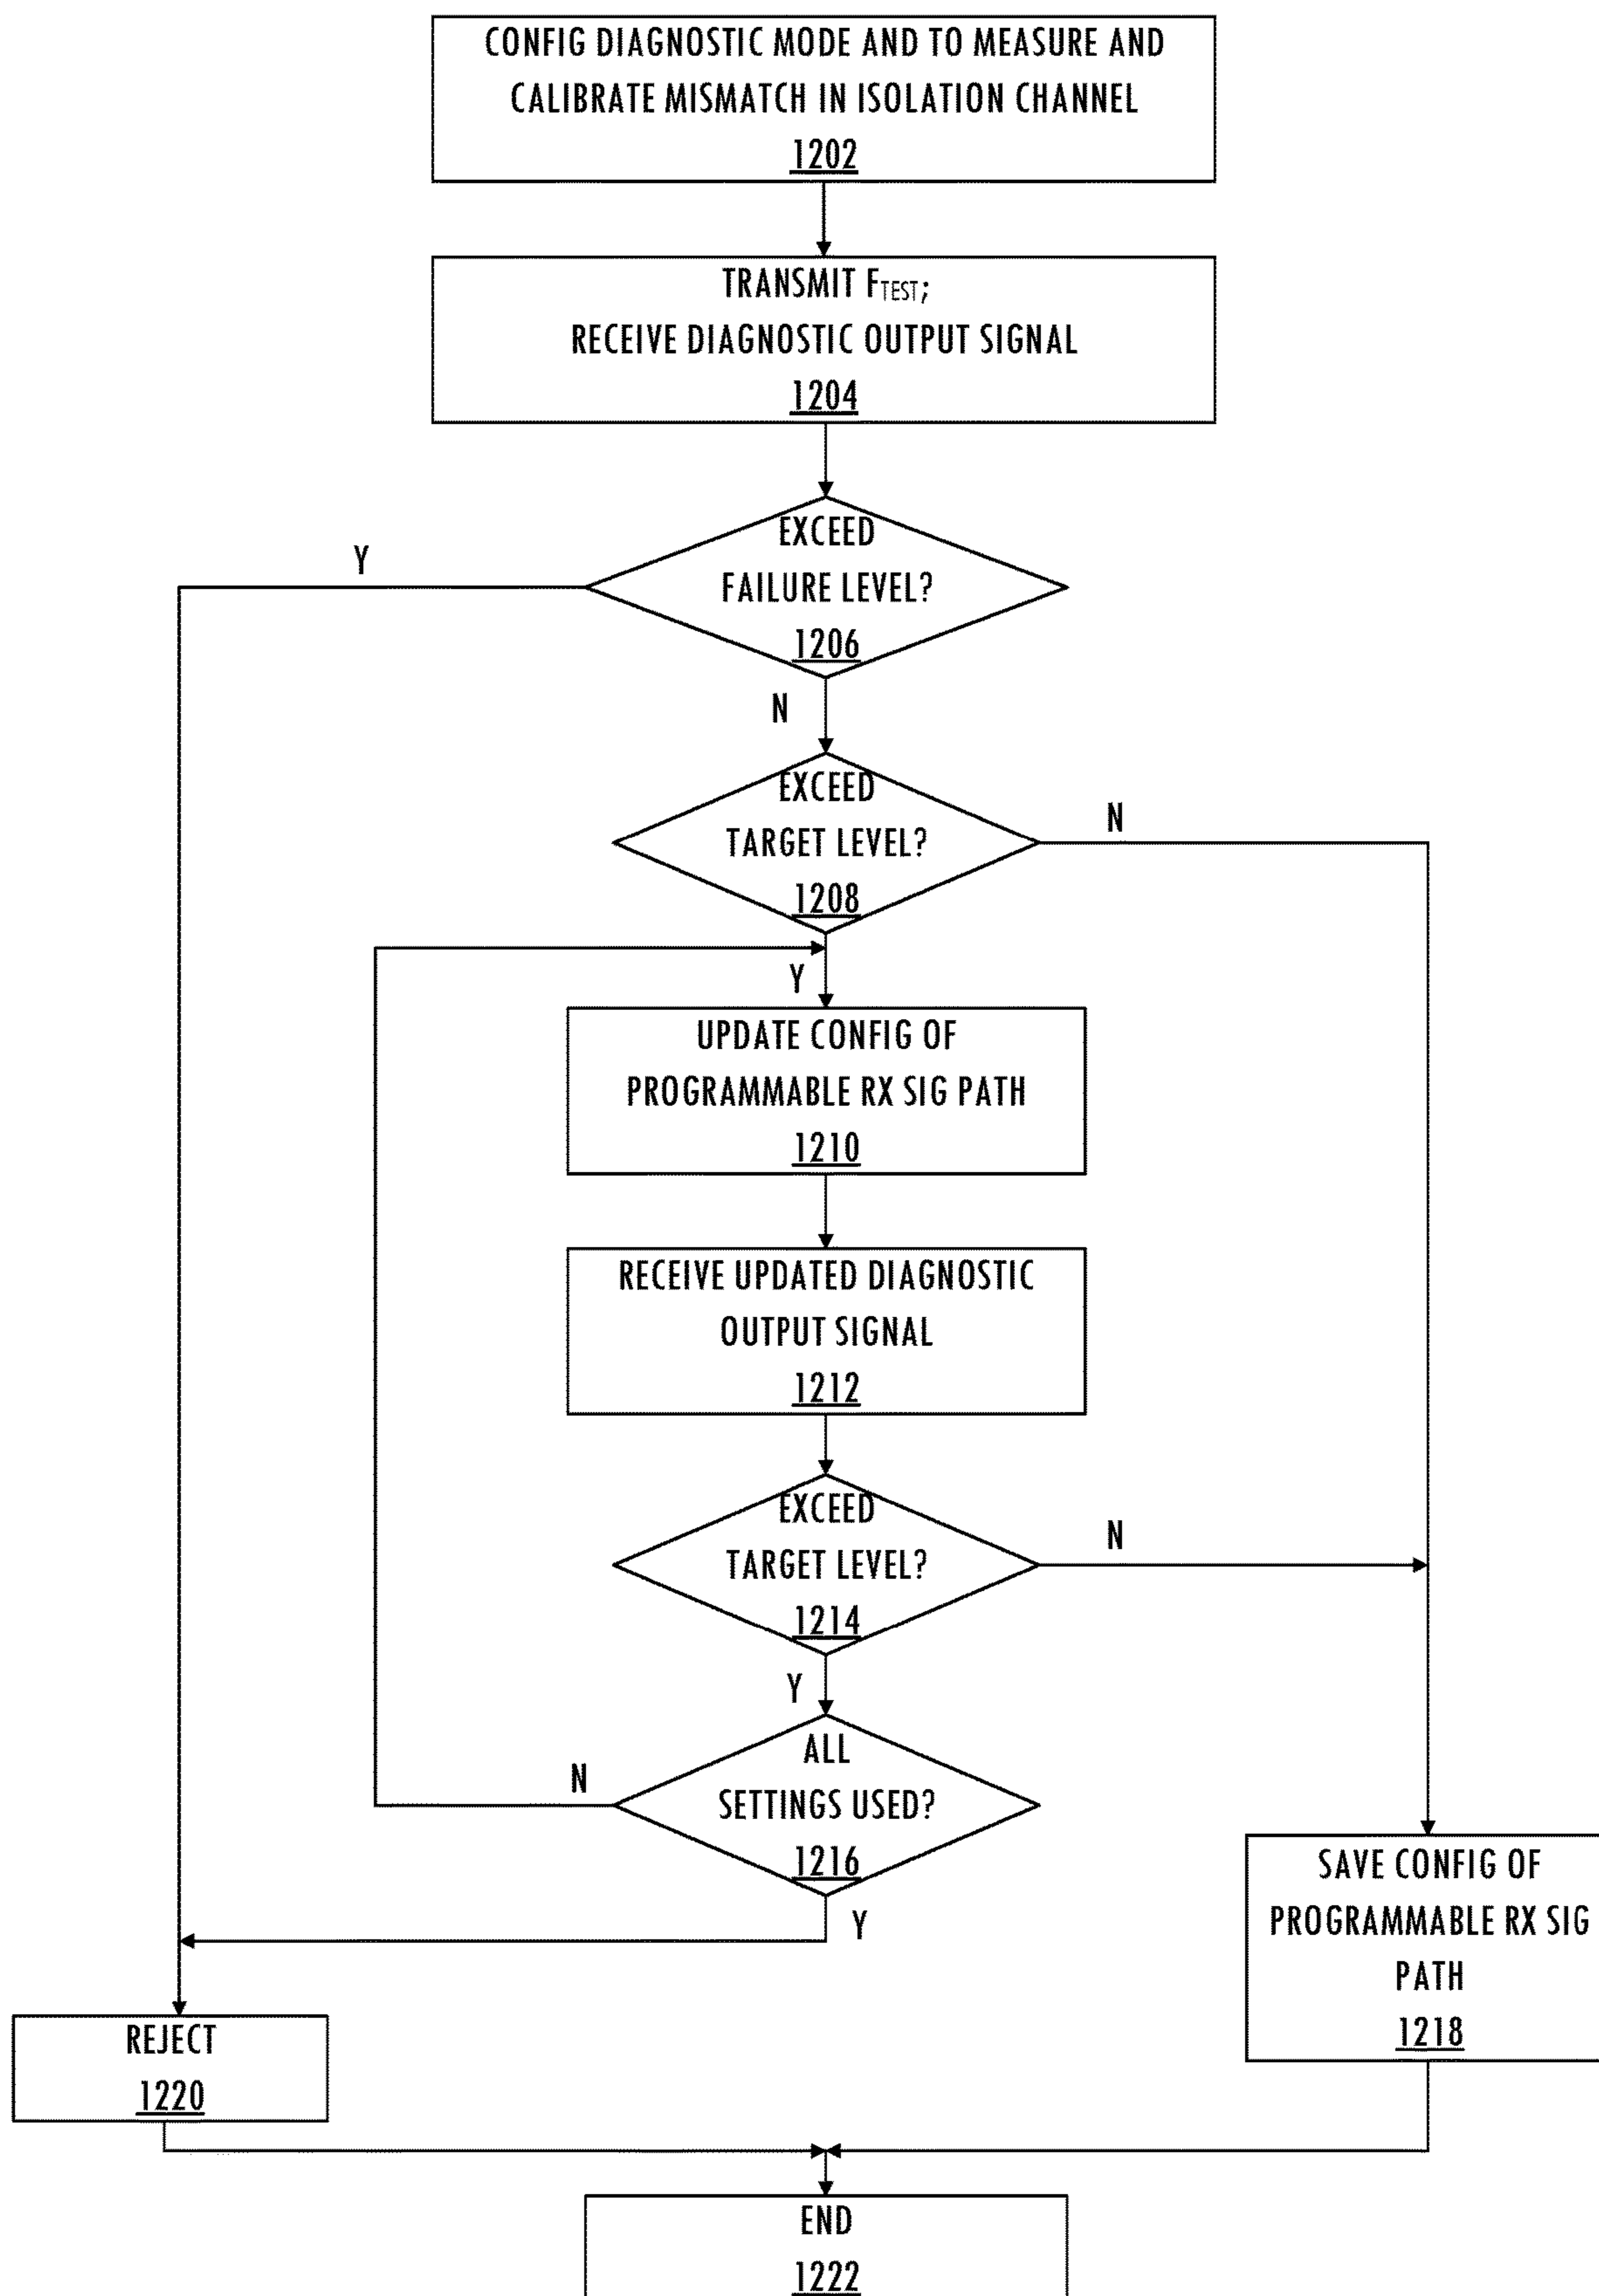 CONFIG DIAGNOSTIC MODE AND TO MEASURE AND
CALIBRATE MISMATCH IN ISOLATION CHANNEL
1202
TRANSMIT FTEST;
RECEIVE DIAGNOSTIC OUTPUT SIGNAL
1204
EXCEED
FAILURE LEVEL?
1206
Y
N
EXCEED
TARGET LEVEL?
1208
N
Y
UPDATE CONFIG OF
PROGRAMMABLE RX SIG PATH
1210
RECEIVE UPDATED DIAGNOSTIC
OUTPUT SIGNAL
1212
EXCEED
TARGET LEVEL?
1214
N
Y
ALL
SETTINGS USED?
1216
N
Y
SAVE CONFIG OF
PROGRAMMABLE RX SIG
PATH
1218
REJECT
1220
END
1222